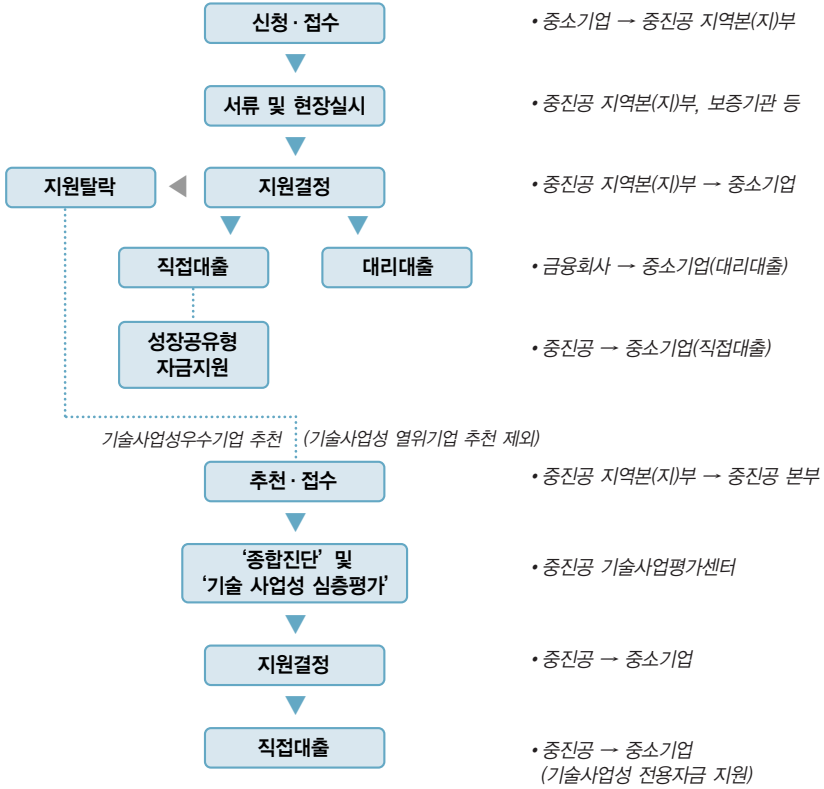 신청 · 접수
• 중소기업 → 중진공 지역본(지)부
서류 및 현장실시
• 중진공 지역본(지)부, 보증기관 등
지원탈락
지원결정
• 중진공 지역본(지)부 → 중소기업
직접대출
대리대출
• 금융회사 → 중소기업(대리대출)
성장공유형
자금지원
• 중진공 → 중소기업(직접대출)
기술사업성우수기업 추천
(기술사업성 열위기업 추천 제외)
추천 · 접수
• 중진공 지역본(지)부 → 중진공 본부
‘종합진단’ 및
‘기술 사업성 심층평가’
• 중진공 기술사업평가센터
지원결정
• 중진공 → 중소기업
직접대출
• 중진공 → 중소기업
(기술사업성 전용자금 지원)